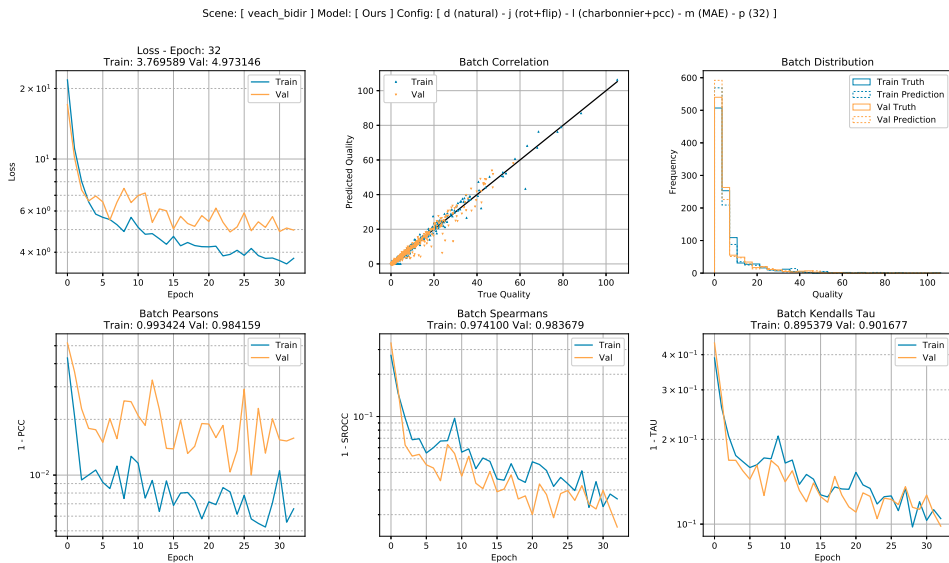 Scene: [ veach_bidir ] Model: [ Ours ] Config: [ d (natural) - j (rot+flip) - l (charbonnier+pcc) - m (MAE) - p (32) ]
Loss - Epoch: 32
Train: 3.769589 Val: 4.973146
Train
Val
2 × 10¹
10¹
6 × 10⁰
4 × 10⁰
Loss
0 5 10 15 20 25 30
Epoch
Batch Correlation
Train
Val
100
80
60
40
20
0
Predicted Quality
0 20 40 60 80 100
True Quality
Batch Distribution
Train Truth
Train Prediction
Val Truth
Val Prediction
600
500
400
300
200
100
0
Frequency
0 20 40 60 80 100
Quality
Batch Pearsons
Train: 0.993424 Val: 0.984159
Train
Val
10⁻²
1 - PCC
0 5 10 15 20 25 30
Epoch
Batch Spearmans
Train: 0.974100 Val: 0.983679
Train
Val
10⁻¹
1 - SROCC
0 5 10 15 20 25 30
Epoch
Batch Kendalls Tau
Train: 0.895379 Val: 0.901677
Train
Val
4 × 10⁻¹
3 × 10⁻¹
2 × 10⁻¹
10⁻¹
1 - TAU
0 5 10 15 20 25 30
Epoch